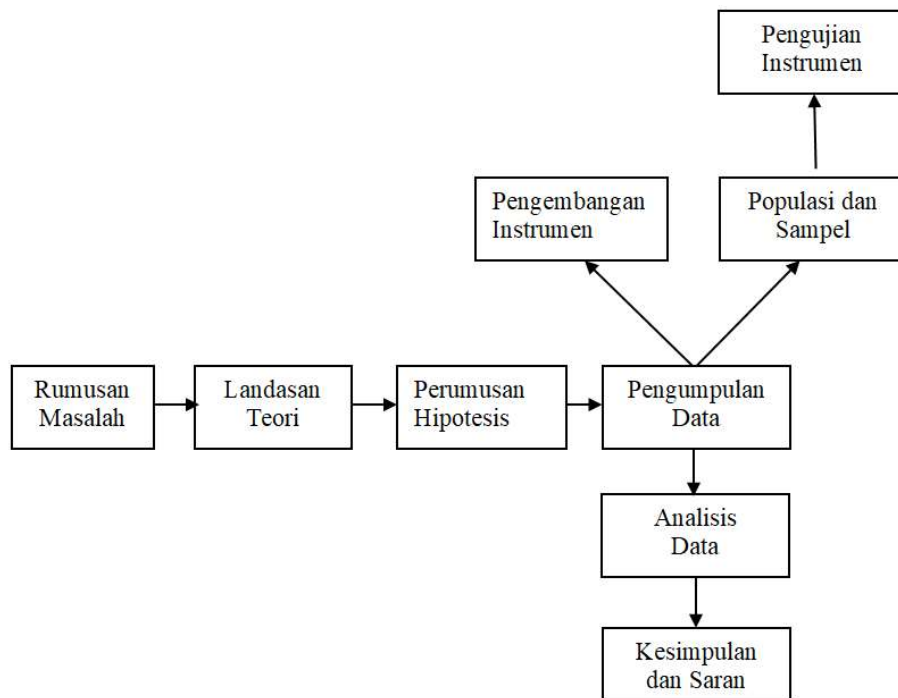 Pengujian
Instrumen
Pengembangan
Instrumen
Populasi dan
Sampel
Rumusan
Masalah
Landasan
Teori
Perumusan
Hipotesis
Pengumpulan
Data
Analisis
Data
Kesimpulan
dan Saran